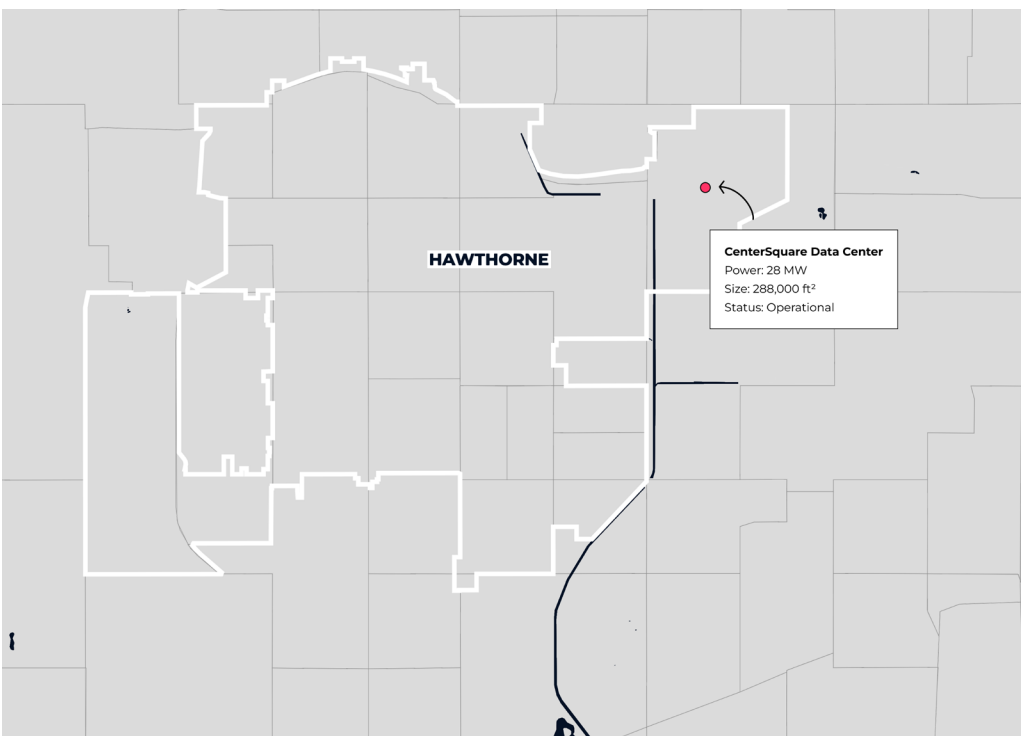 HAWTHORNE
CenterSquare Data Center
Power: 28 MW
Size: 288,000 ft²
Status: Operational